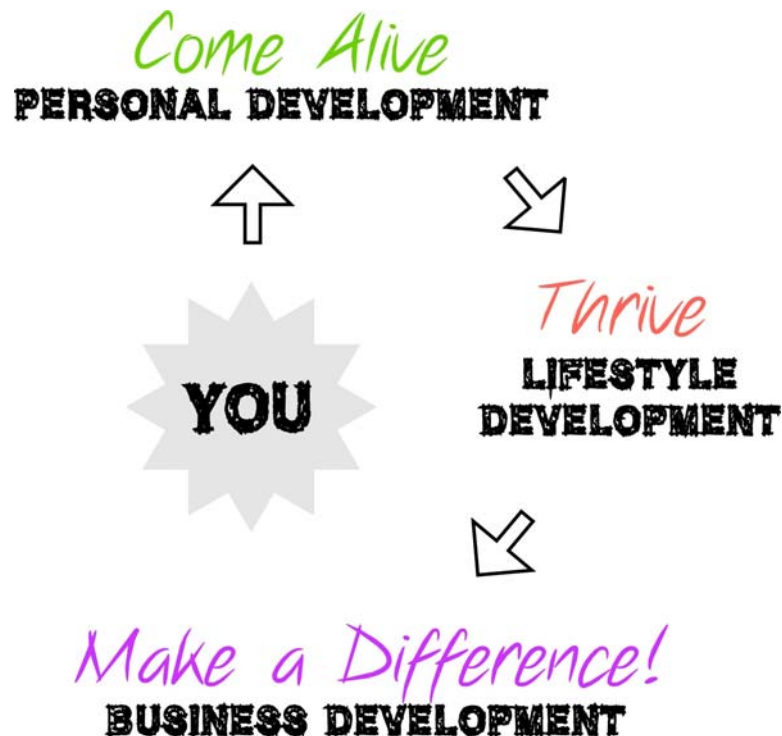 Come Alive
PERSONAL DEVELOPMENT
Thrive
LIFESTYLE
DEVELOPMENT
YOU
Make a Difference!
BUSINESS DEVELOPMENT